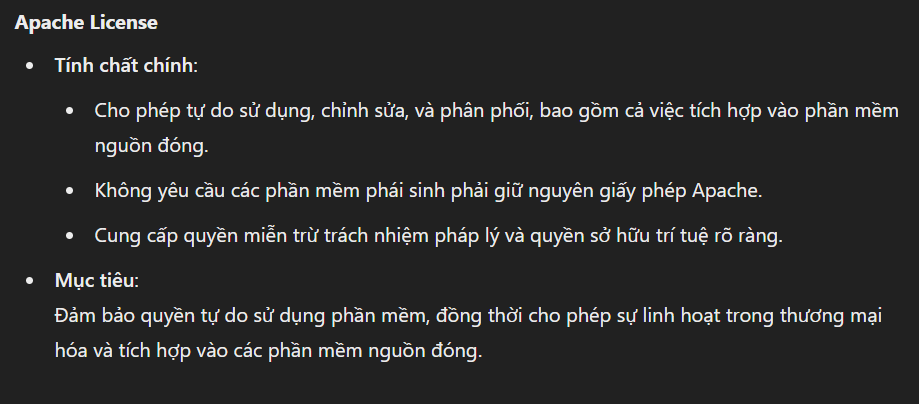 Apache License
• Tính chất chính:
• Cho phép tự do sử dụng, chỉnh sửa, và phân phối, bao gồm cả việc tích hợp vào phần mềm
nguồn đóng.
• Không yêu cầu các phần mềm phái sinh phải giữ nguyên giấy phép Apache.
• Cung cấp quyền miễn trừ trách nhiệm pháp lý và quyền sở hữu trí tuệ rõ ràng.
• Mục tiêu:
Đảm bảo quyền tự do sử dụng phần mềm, đồng thời cho phép sự linh hoạt trong thương mại
hóa và tích hợp vào các phần mềm nguồn đóng.